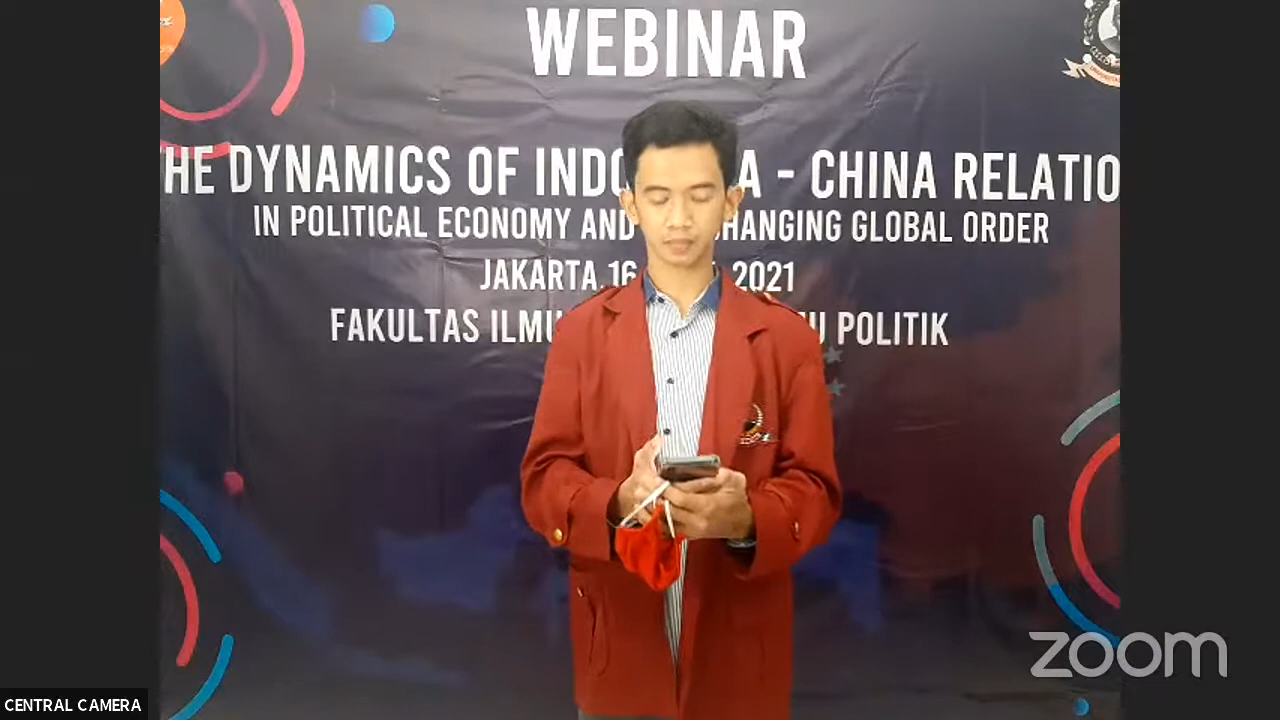 WEBINAR
HE DYNAMICS OF INDO A - CHINA RELATIO
IN POLITICAL ECONOMY AND HANGING GLOBAL ORDER
JAKARTA, 16 2021
FAKULTAS ILMU U POLITIK
zoom
CENTRAL CAMERA